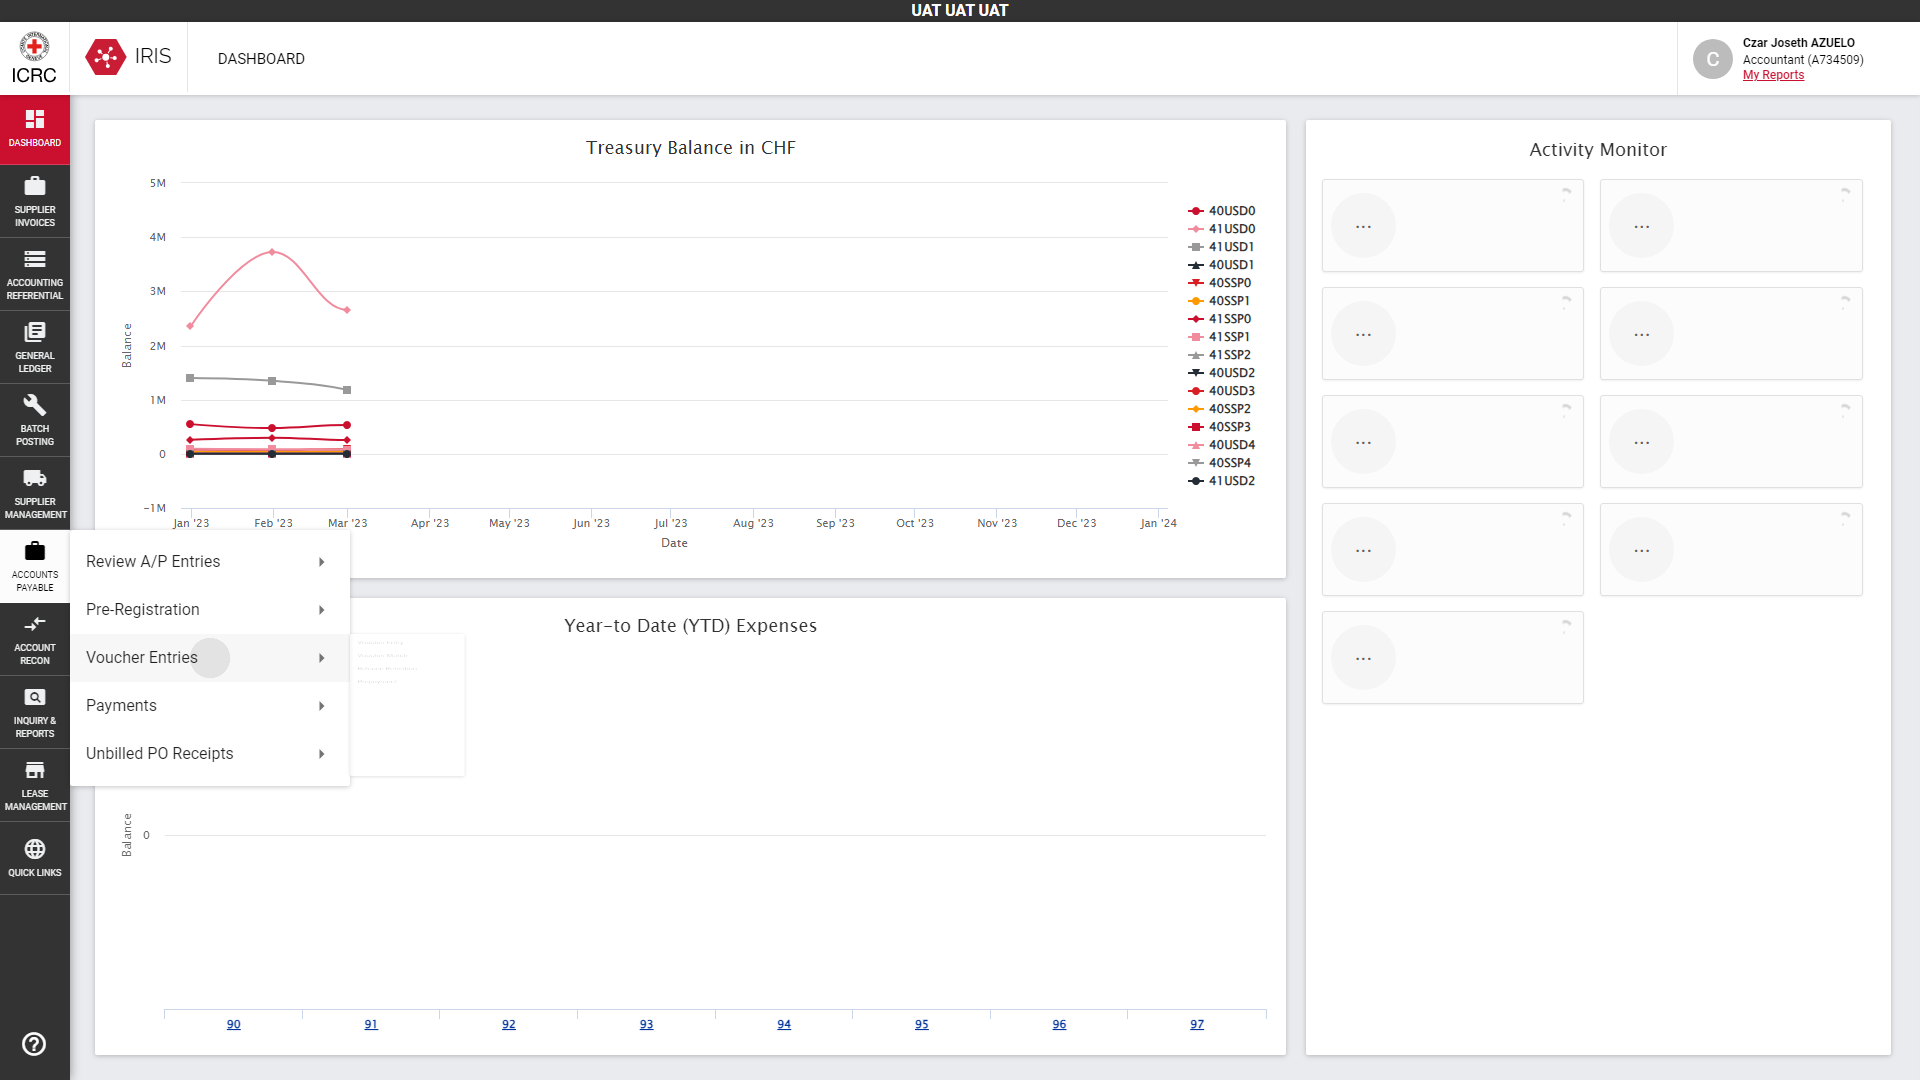 UAT UAT UAT
ICRC
IRIS
DASHBOARD
C
Czar Joseth AZUELO
Accountant (A734509)
My Reports
DASHBOARD
SUPPLIER
INVOICES
ACCOUNTING
REFERENTIAL
GENERAL
LEDGER
BATCH
POSTING
SUPPLIER
MANAGEMENT
ACCOUNTS
PAYABLE
ACCOUNT
RECON
INQUIRY &
REPORTS
LEASE
MANAGEMENT
QUICK LINKS
Review A/P Entries
Pre-Registration
Voucher Entries
Payments
Unbilled PO Receipts
Treasury Balance in CHF
Balance
5M
4M
3M
2M
1M
0
-1M
Jan '23
Feb '23
Mar '23
Apr '23
May '23
Jun '23
Jul '23
Aug '23
Sep '23
Oct '23
Nov '23
Dec '23
Jan '24
Date
40USD0
41USD0
41USD1
40USD1
40SSP0
40SSP1
41SSP0
41SSP1
41SSP2
40USD2
40USD3
40SSP2
40SSP3
40USD4
40SSP4
41USD2
Year-to Date (YTD) Expenses
Balance
0
90
91
92
93
94
95
96
97
Activity Monitor
...
...
...
...
...
...
...
...
...